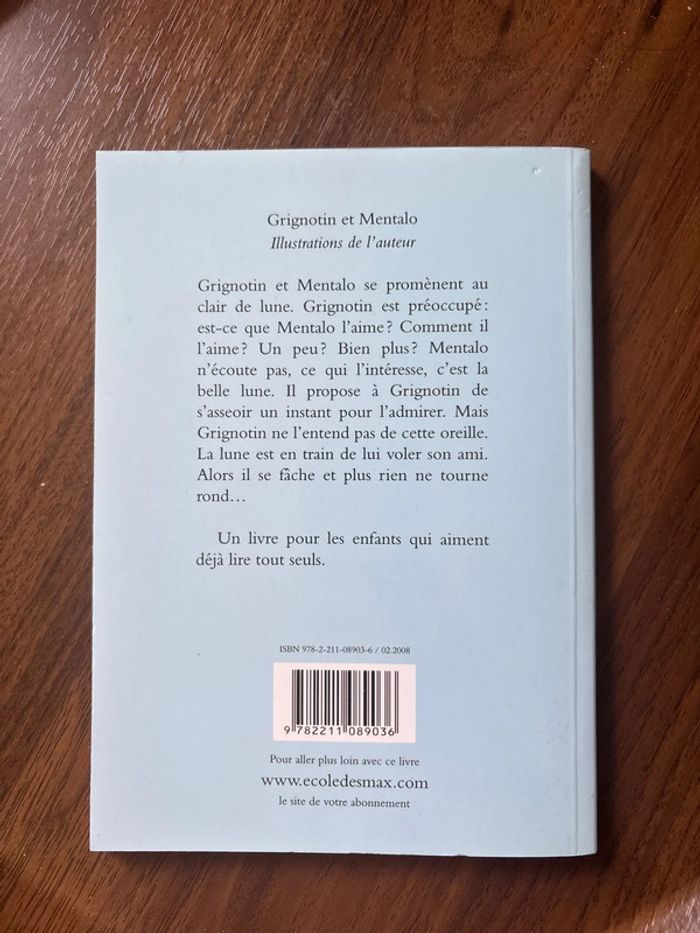 Grignotin et Mentalo
Illustrations de l'auteur
Grignotin et Mentalo se promènent au
clair de lune. Grignotin est préoccupé :
est-ce que Mentalo l'aime ? Comment il
l'aime ? Un peu ? Bien plus ? Mentalo
n'écoute pas, ce qui l'intéresse, c'est la
belle lune. Il propose à Grignotin de
s'asseoir un instant pour l'admirer. Mais
Grignotin ne l'entend pas de cette oreille.
La lune est en train de lui voler son ami.
Alors il se fâche et plus rien ne tourne
rond…
Un livre pour les enfants qui aiment
déjà lire tout seuls.
ISBN 978-2-211-08903-6 / 02.2008
9 782211 089036
Pour aller plus loin avec ce livre
www.ecoledesmax.com
le site de votre abonnement